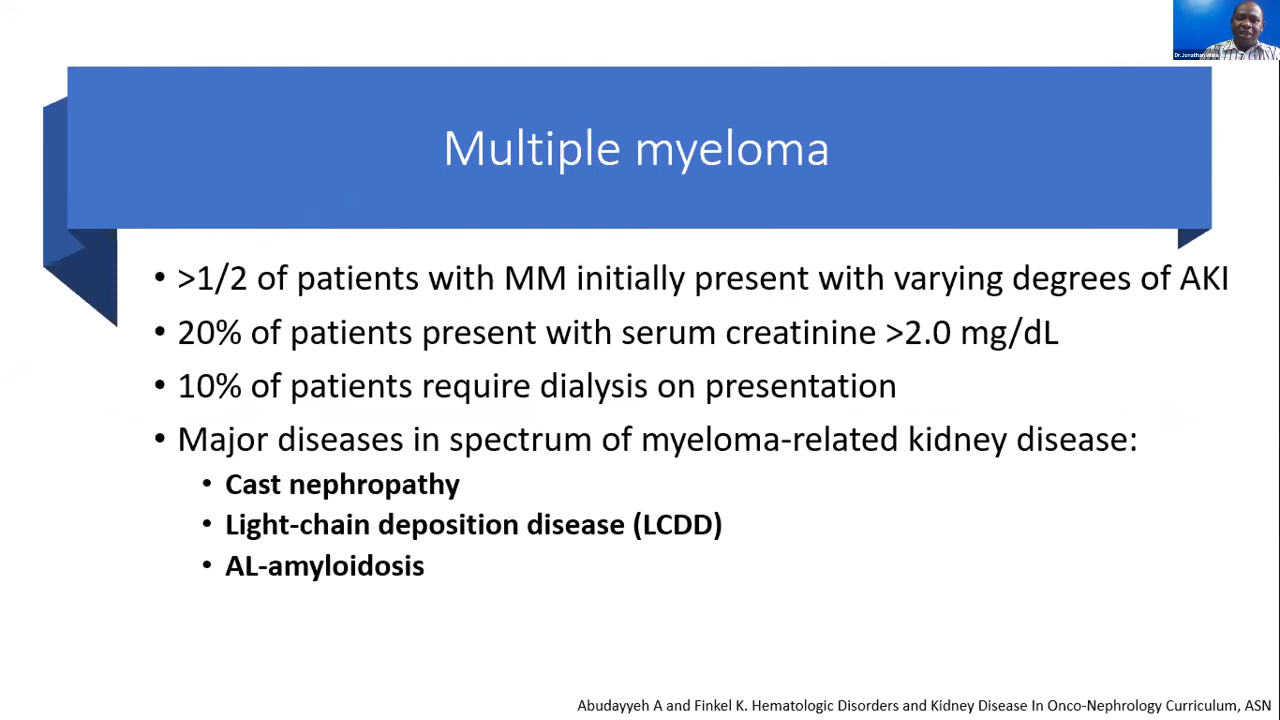 Dr.Jonathan Wala
Multiple myeloma
• >1/2 of patients with MM initially present with varying degrees of AKI
• 20% of patients present with serum creatinine >2.0 mg/dL
• 10% of patients require dialysis on presentation
• Major diseases in spectrum of myeloma-related kidney disease:
• Cast nephropathy
• Light-chain deposition disease (LCDD)
• AL-amyloidosis
Abudayyeh A and Finkel K. Hematologic Disorders and Kidney Disease In Onco-Nephrology Curriculum, ASN